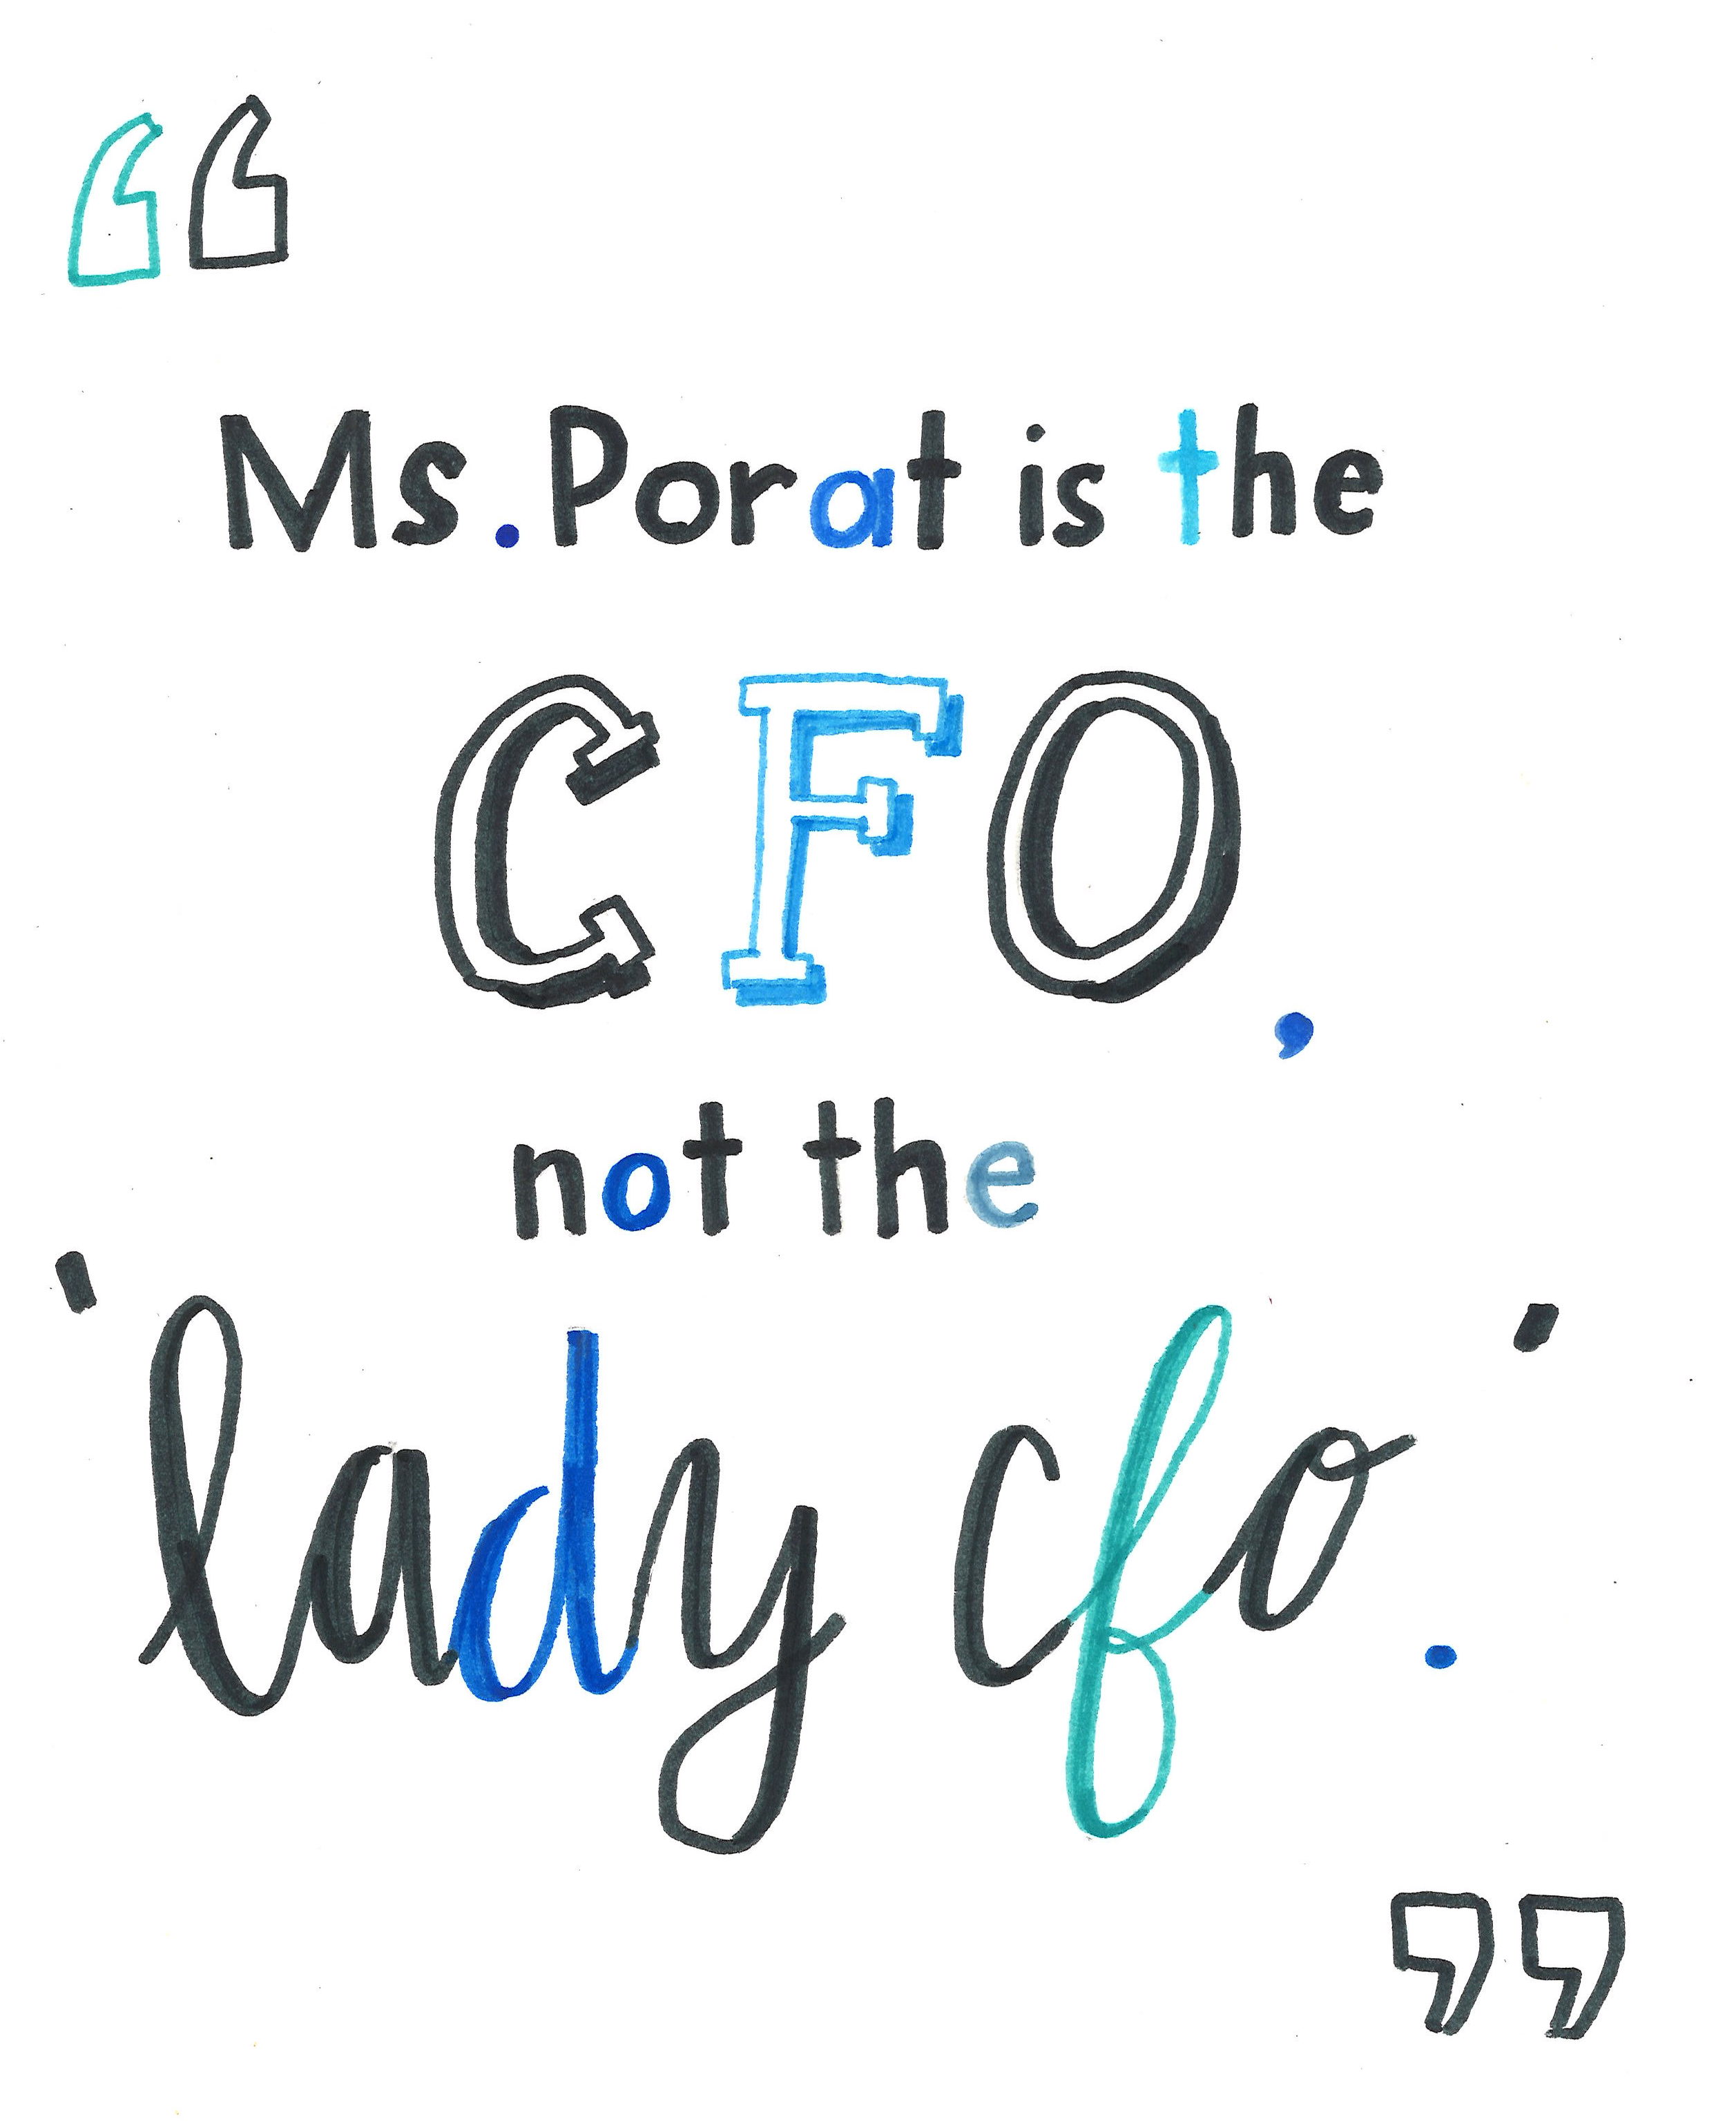 “
Ms. Porat is the
CFO,
not the
'lady cfo'.
”